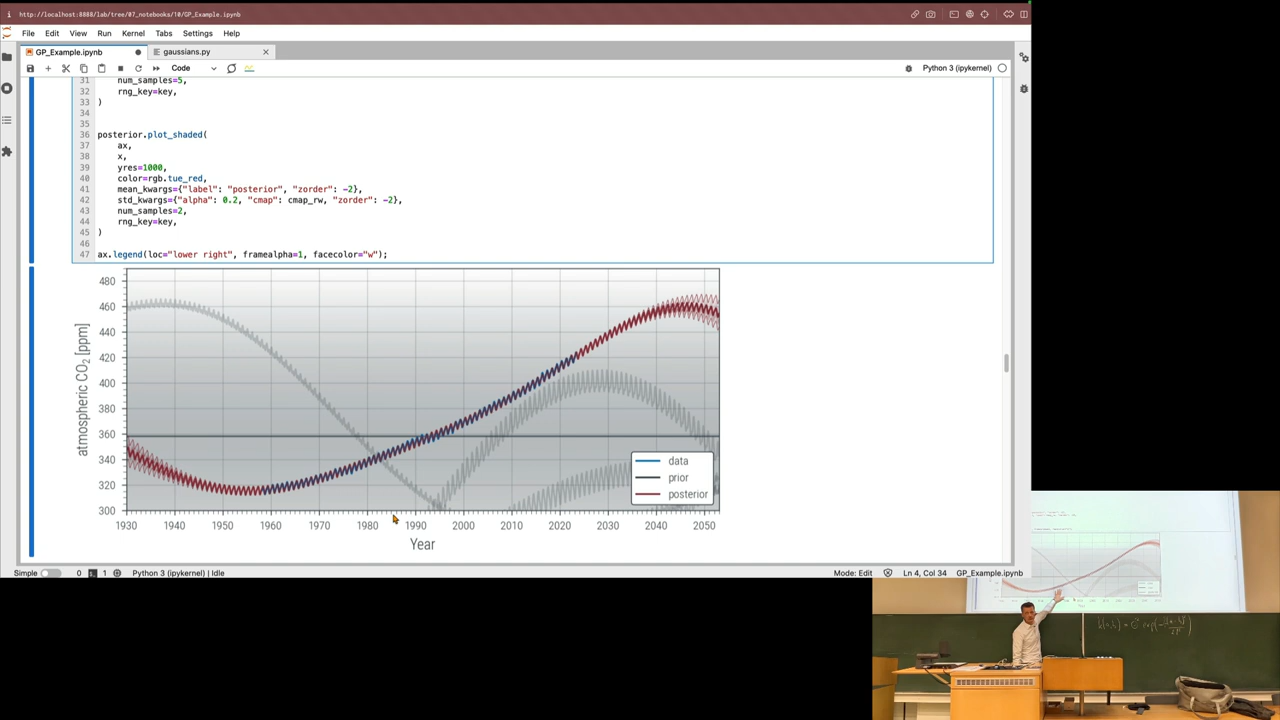 http://localhost:8888/lab/tree/07_notebooks/10/GP_Example.ipynb
File Edit View Run Kernel Tabs Settings Help
GP_Example.ipynb gaussians.py
Code Python 3 (ipykernel)
31 num_samples=5,
32 rng_key=key,
33 )
34
35
36 posterior.plot_shaded(
37 ax,
38 x,
39 yres=1000,
40 color=rgb.tue_red,
41 mean_kwargs={"label": "posterior", "zorder": -2},
42 std_kwargs={"alpha": 0.2, "cmap": cmap_rw, "zorder": -2},
43 num_samples=2,
44 rng_key=key,
45 )
46
47 ax.legend(loc="lower right", framealpha=1, facecolor="w");
480
460
440
420
400
380
360
340
320
300
atmospheric CO₂ [ppm]
data
prior
posterior
1930 1940 1950 1960 1970 1980 1990 2000 2010 2020 2030 2040 2050
Year
Simple 0 1 Python 3 (ipykernel) | Idle Mode: Edit Ln 4, Col 34 GP_Example.ipynb